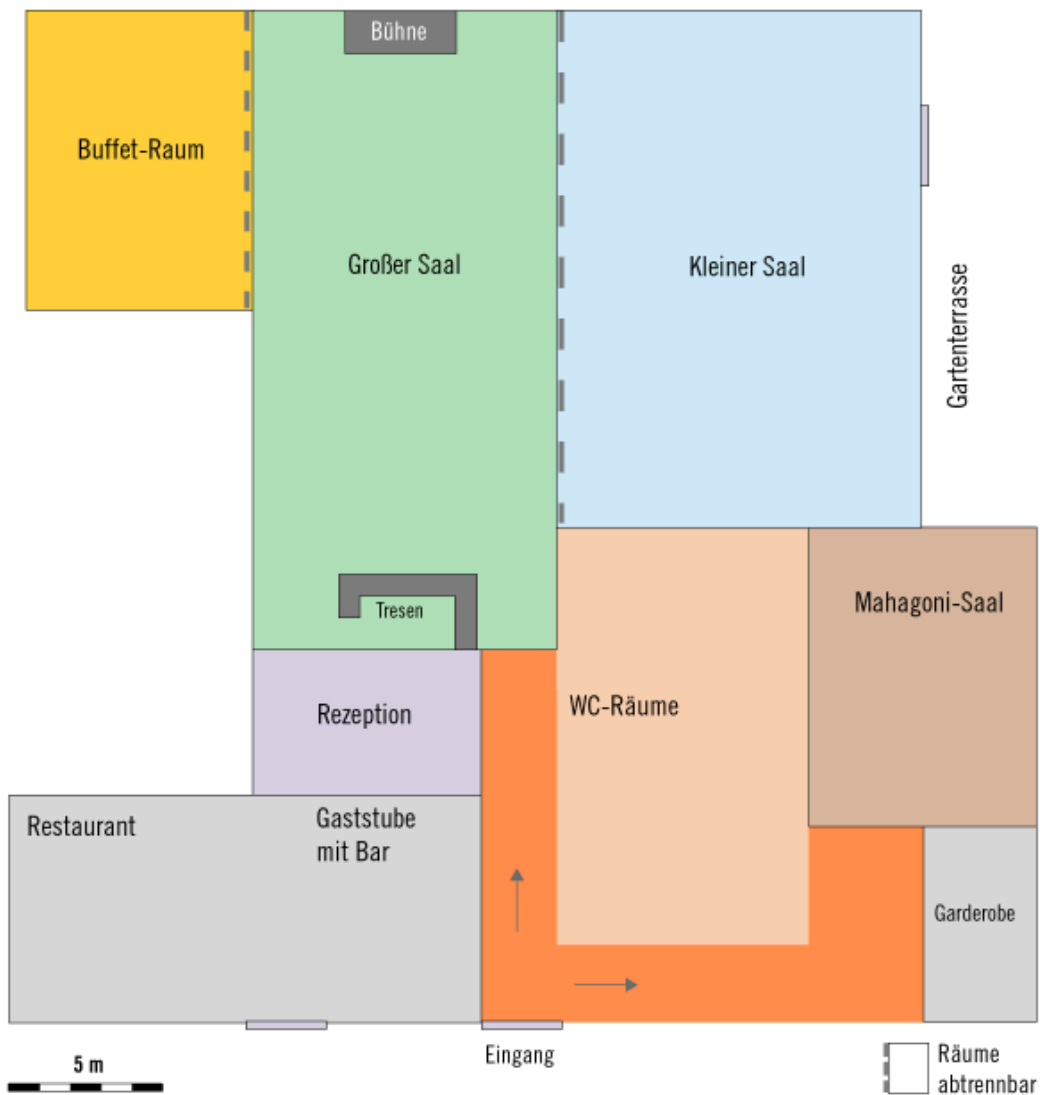 Bühne
Buffet-Raum
Großer Saal
Kleiner Saal
Gartenterrasse
Tresen
Mahagoni-Saal
Rezeption
WC-Räume
Restaurant
Gaststube
mit Bar
Garderobe
Eingang
5 m
Räume
abtrennbar